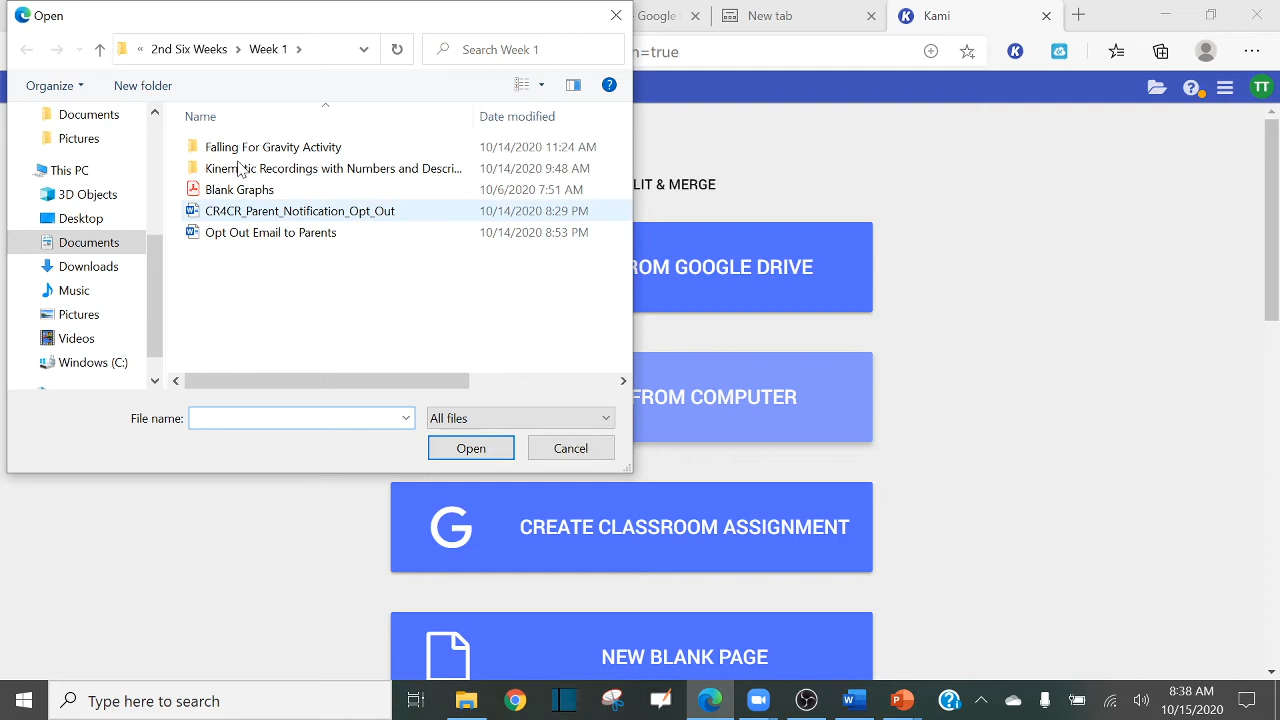 Open
Google
New tab
Kami
« 2nd Six Weeks > Week 1 >
Search Week 1
n=true
Organize
New folder
TT
Documents
Pictures
This PC
3D Objects
Desktop
Documents
Downloads
Music
Pictures
Videos
Windows (C:)
Name
Date modified
Falling For Gravity Activity
10/14/2020 11:24 AM
Kinematic Recordings with Numbers and Descri...
10/14/2020 9:48 AM
Blank Graphs
10/6/2020 7:51 AM
CR4CR_Parent_Notification_Opt_Out
10/14/2020 8:29 PM
Opt Out Email to Parents
10/14/2020 8:53 PM
File name:
All files
Open
Cancel
LIT & MERGE
ROM GOOGLE DRIVE
FROM COMPUTER
G
CREATE CLASSROOM ASSIGNMENT
NEW BLANK PAGE
Type here to search
8:38 AM
10/15/2020